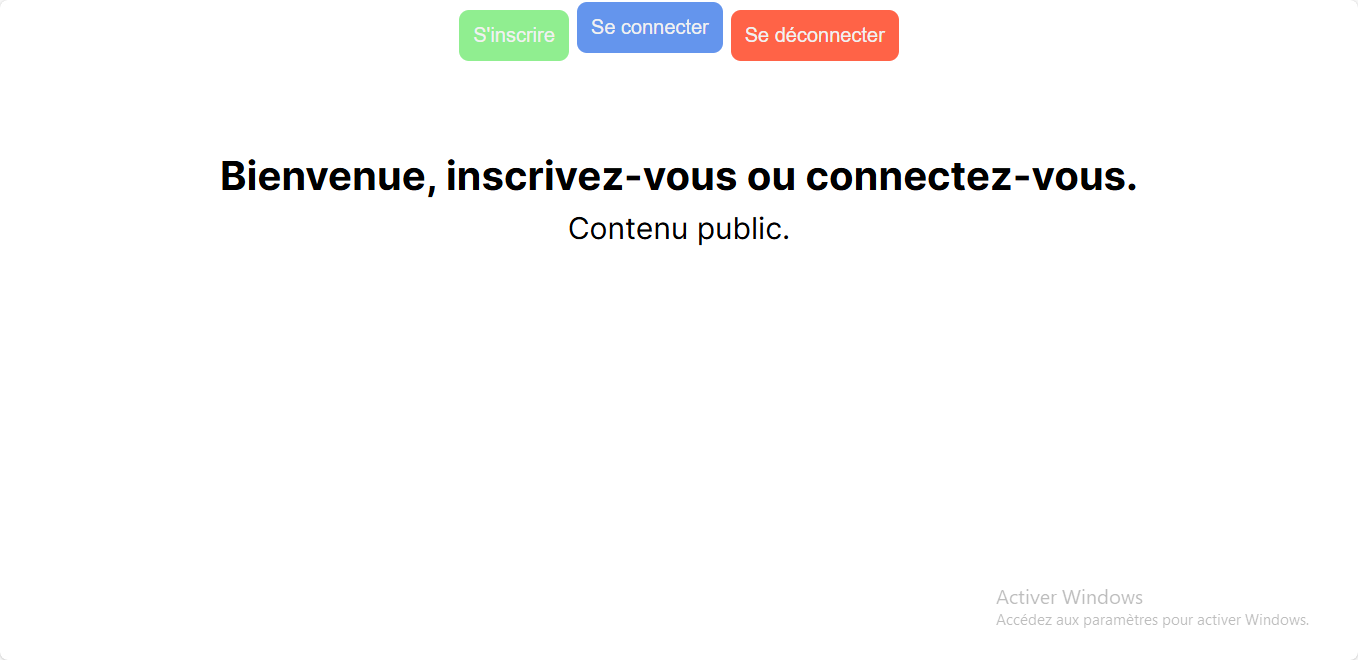 S'inscrire Se connecter Se déconnecter
Bienvenue, inscrivez-vous ou connectez-vous.
Contenu public.
Activer Windows
Accédez aux paramètres pour activer Windows.